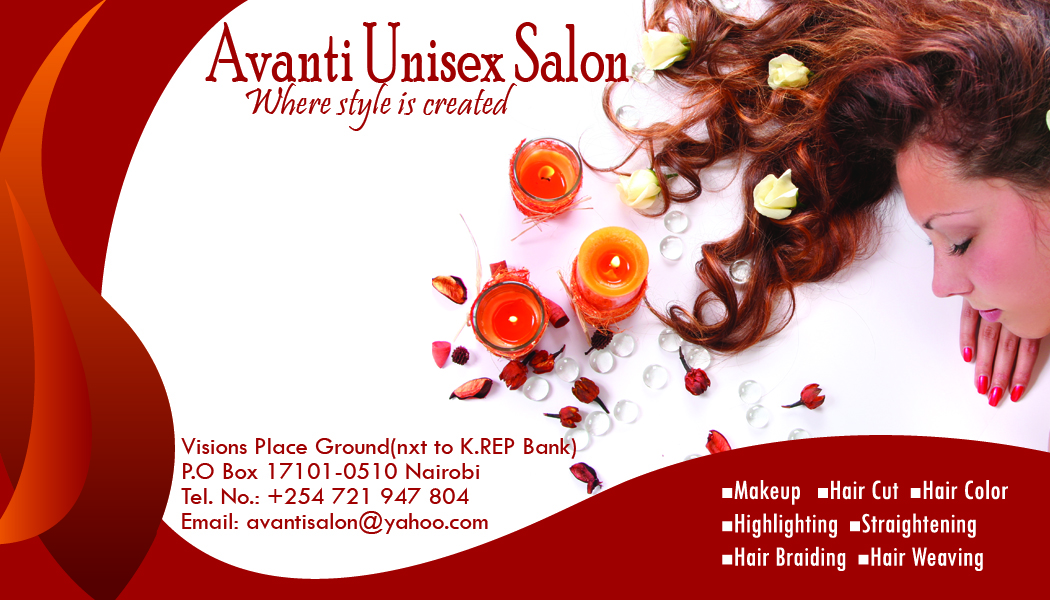 Avanti Unisex Salon
Where style is created
Visions Place Ground(nxt to K.REP Bank)
P.O Box 17101-0510 Nairobi
Tel. No.: +254 721 947 804
Email: avantisalon@yahoo.com
■Makeup ■Hair Cut ■Hair Color
■Highlighting ■Straightening
■Hair Braiding ■Hair Weaving